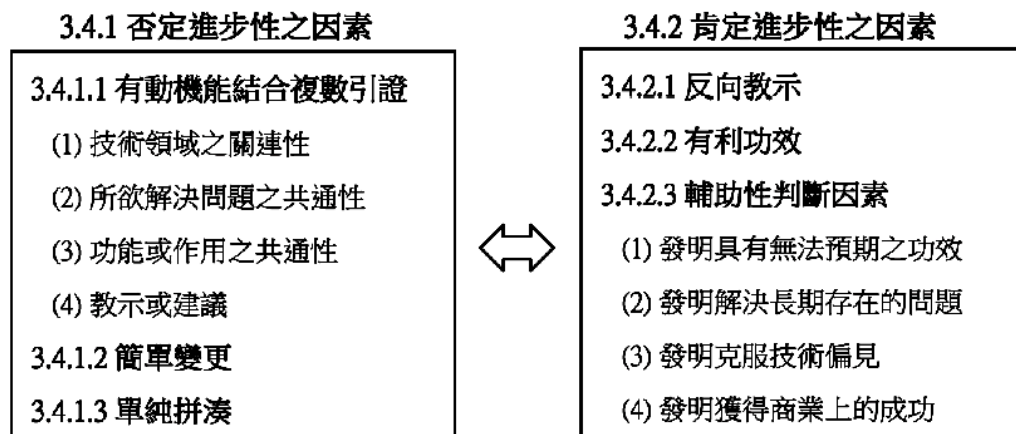 3.4.1 否定進步性之因素
3.4.1.1 有動機能結合複數引證
(1) 技術領域之關連性
(2) 所欲解決問題之共通性
(3) 功能或作用之共通性
(4) 教示或建議
3.4.1.2 簡單變更
3.4.1.3 單純拼湊
3.4.2 肯定進步性之因素
3.4.2.1 反向教示
3.4.2.2 有利功效
3.4.2.3 輔助性判斷因素
(1) 發明具有無法預期之功效
(2) 發明解決長期存在的問題
(3) 發明克服技術偏見
(4) 發明獲得商業上的成功